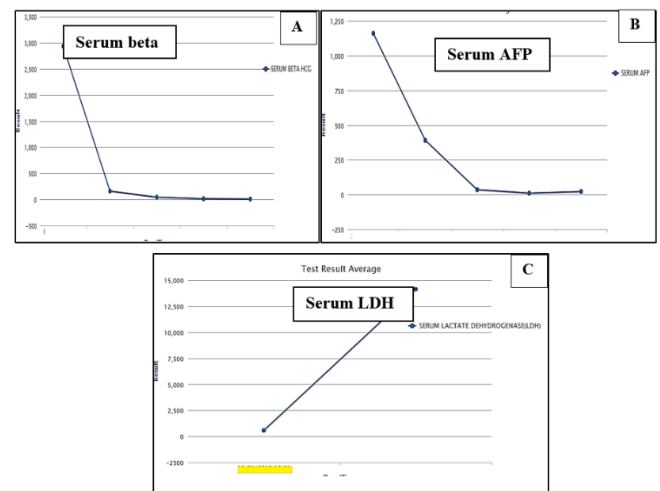 A
Serum beta
SERUM BETA HCG
3,500
3,000
2,500
2,000
1,500
1,000
500
0
-500
Result
1
B
Serum AFP
SERUM AFP
1,250
1,000
750
500
250
0
-250
Result
C
Test Result Average
Serum LDH
SERUM LACTATE DEHYDROGENASE(LDH)
15,000
12,500
10,000
7,500
5,000
2,500
0
-2500
Result